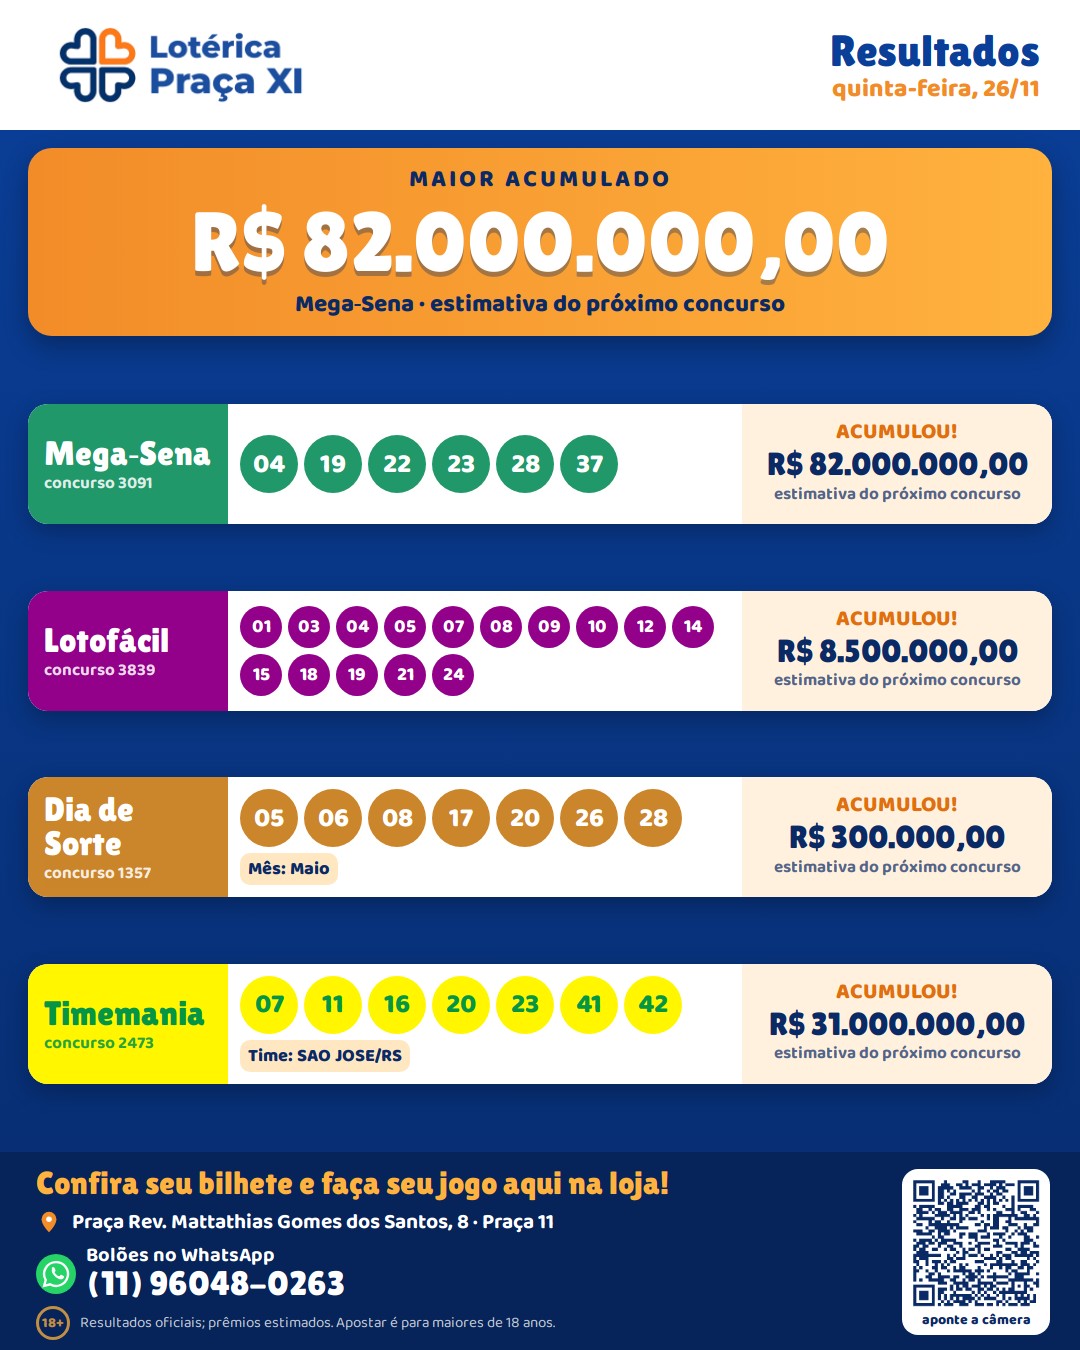 Lotérica
Praça XI
Resultados
quinta-feira, 26/11
MAIOR ACUMULADO
R$ 82.000.000,00
Mega-Sena · estimativa do próximo concurso
Mega-Sena
concurso 3091
04 19 22 23 28 37
ACUMULOU!
R$ 82.000.000,00
estimativa do próximo concurso
Lotofácil
concurso 3839
01 03 04 05 07 08 09 10 12 14
15 18 19 21 24
ACUMULOU!
R$ 8.500.000,00
estimativa do próximo concurso
Dia de
Sorte
concurso 1357
05 06 08 17 20 26 28
Mês: Maio
ACUMULOU!
R$ 300.000,00
estimativa do próximo concurso
Timemania
concurso 2473
07 11 16 20 23 41 42
Time: SAO JOSE/RS
ACUMULOU!
R$ 31.000.000,00
estimativa do próximo concurso
Confira seu bilhete e faça seu jogo aqui na loja!
Praça Rev. Mattathias Gomes dos Santos, 8 · Praça 11
Bolões no WhatsApp
(11) 96048-0263
18+ Resultados oficiais; prêmios estimados. Apostar é para maiores de 18 anos.
aponte a câmera